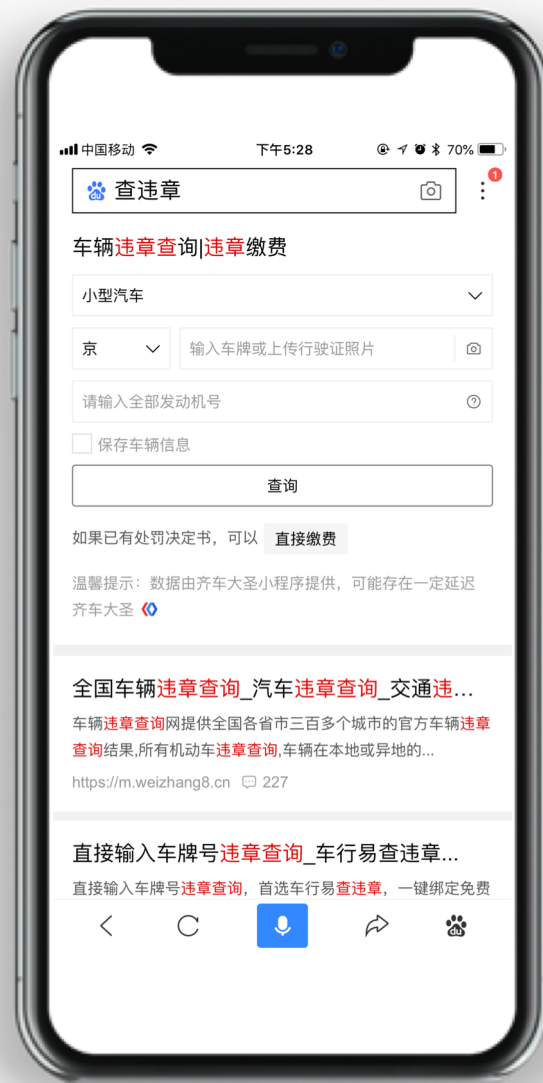 中国移动
下午5:28
70%
查违章
1
车辆违章查询|违章缴费
小型汽车
京
输入车牌或上传行驶证照片
请输入全部发动机号
保存车辆信息
查询
如果已有处罚决定书，可以 直接缴费
温馨提示：数据由齐车大圣小程序提供，可能存在一定延迟
齐车大圣
全国车辆违章查询_汽车违章查询_交通违...
车辆违章查询网提供全国各省市三百多个城市的官方车辆违章
查询结果,所有机动车违章查询,车辆在本地或异地的...
https://m.weizhang8.cn 227
直接输入车牌号违章查询_车行易查违章...
直接输入车牌号违章查询，首选车行易查违章，一键绑定免费
du